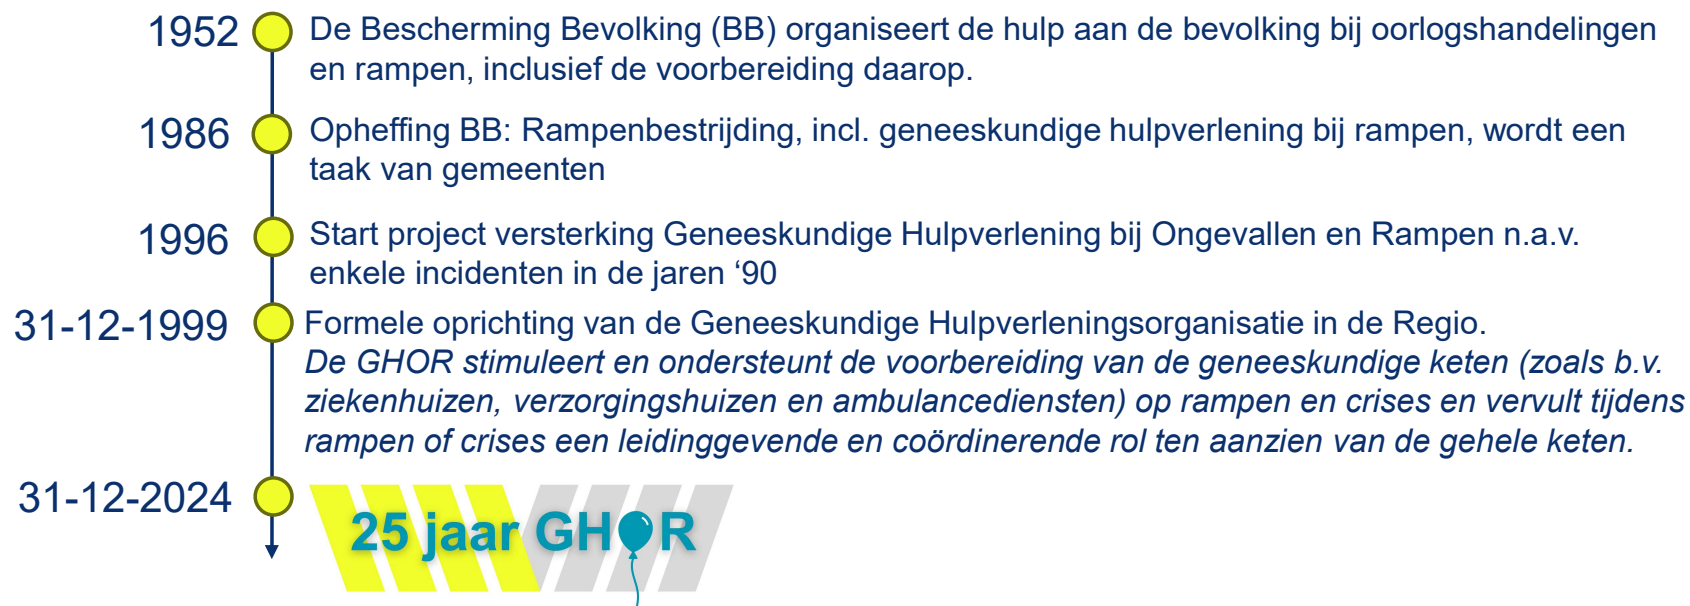 1952 De Bescherming Bevolking (BB) organiseert de hulp aan de bevolking bij oorlogshandelingen
en rampen, inclusief de voorbereiding daarop.
1986 Opheffing BB: Rampenbestrijding, incl. geneeskundige hulpverlening bij rampen, wordt een
taak van gemeenten
1996 Start project versterking Geneeskundige Hulpverlening bij Ongevallen en Rampen n.a.v.
enkele incidenten in de jaren ‘90
31-12-1999 Formele oprichting van de Geneeskundige Hulpverleningsorganisatie in de Regio.
De GHOR stimuleert en ondersteunt de voorbereiding van de geneeskundige keten (zoals b.v.
ziekenhuizen, verzorgingshuizen en ambulancediensten) op rampen en crises en vervult tijdens
rampen of crises een leidinggevende en coördinerende rol ten aanzien van de gehele keten.
31-12-2024
25 jaar GHOR